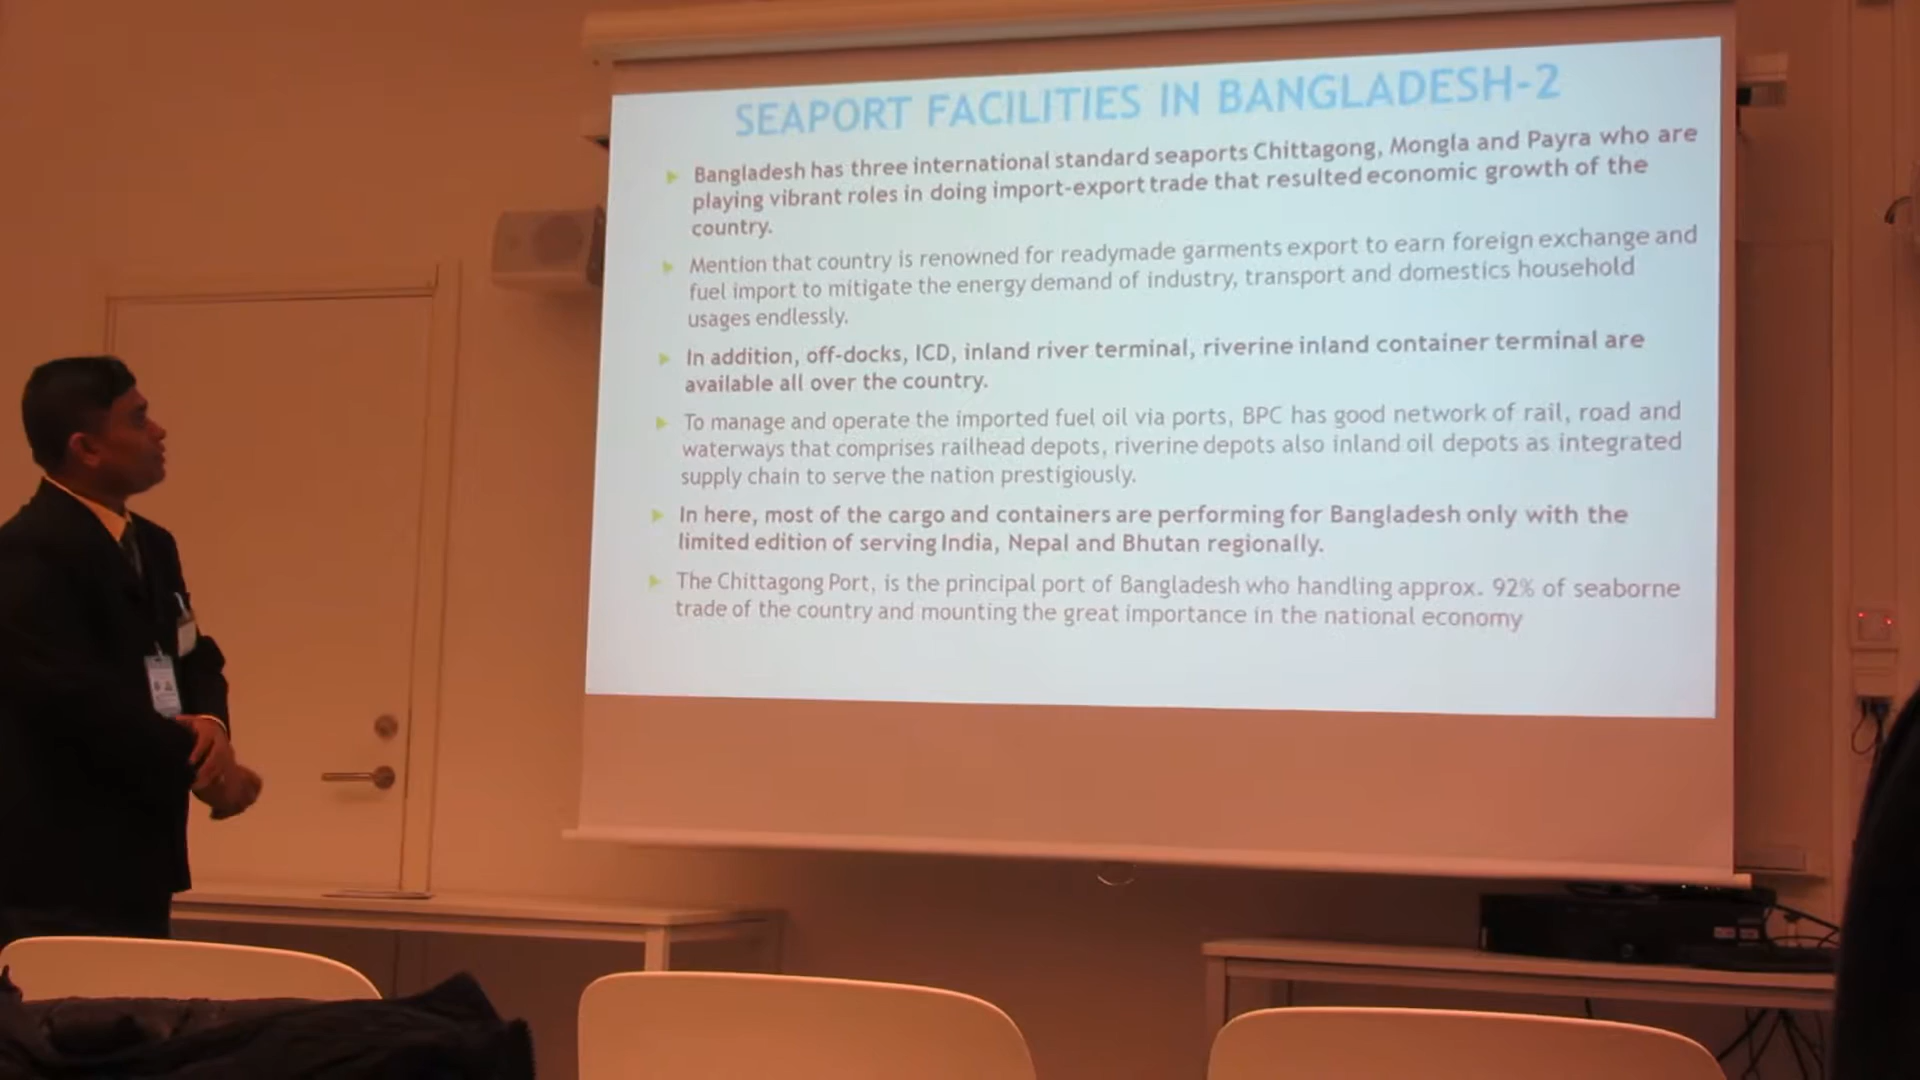 SEAPORT FACILITIES IN BANGLADESH-2
Bangladesh has three international standard seaports Chittagong, Mongla and Payra who are
playing vibrant roles in doing import-export trade that resulted economic growth of the
country.
Mention that country is renowned for readymade garments export to earn foreign exchange and
fuel import to mitigate the energy demand of industry, transport and domestics household
usages endlessly.
In addition, off-docks, ICD, inland river terminal, riverine inland container terminal are
available all over the country.
To manage and operate the imported fuel oil via ports, BPC has good network of rail, road and
waterways that comprises railhead depots, riverine depots also inland oil depots as integrated
supply chain to serve the nation prestigiously.
In here, most of the cargo and containers are performing for Bangladesh only with the
limited edition of serving India, Nepal and Bhutan regionally.
The Chittagong Port, is the principal port of Bangladesh who handling approx. 92% of seaborne
trade of the country and mounting the great importance in the national economy